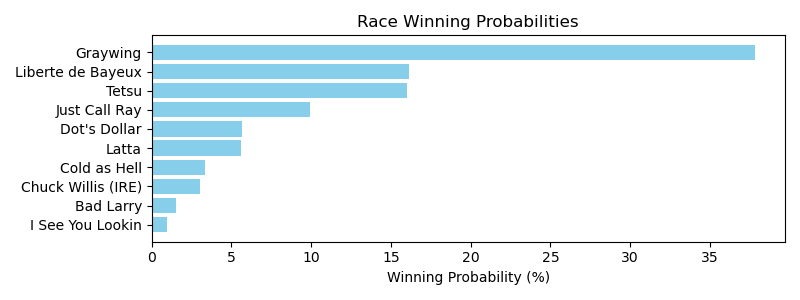 Race Winning Probabilities
Graywing
Liberte de Bayeux
Tetsu
Just Call Ray
Dot's Dollar
Latta
Cold as Hell
Chuck Willis (IRE)
Bad Larry
I See You Lookin
0 5 10 15 20 25 30 35
Winning Probability (%)